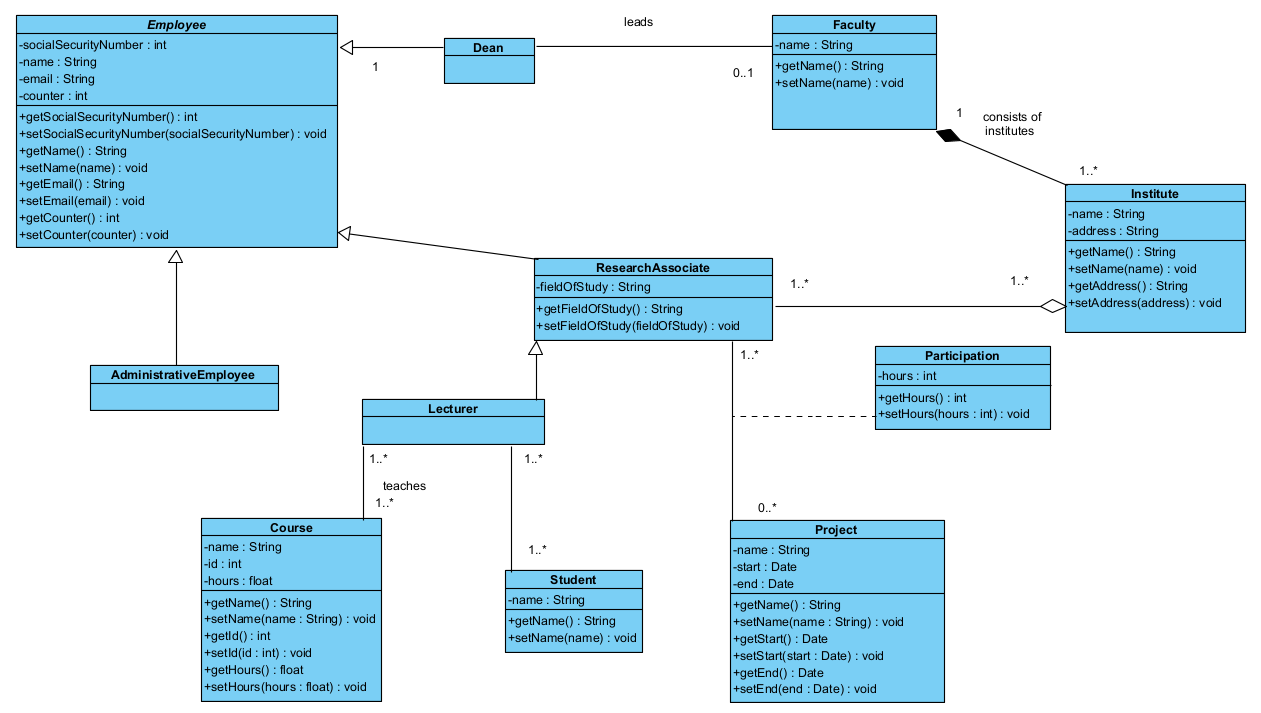 Employee
-socialSecurityNumber : int
-name : String
-email : String
-counter : int
+getSocialSecurityNumber() : int
+setSocialSecurityNumber(socialSecurityNumber) : void
+getName() : String
+setName(name) : void
+getEmail() : String
+setEmail(email) : void
+getCounter() : int
+setCounter(counter) : void
1
Dean
leads
0..1
Faculty
-name : String
+getName() : String
+setName(name) : void
1
consists of
institutes
1..*
Institute
-name : String
-address : String
+getName() : String
+setName(name) : void
+getAddress() : String
+setAddress(address) : void
ResearchAssociate
-fieldOfStudy : String
+getFieldOfStudy() : String
+setFieldOfStudy(fieldOfStudy) : void
1..*
1..*
1..*
Participation
-hours : int
+getHours() : int
+setHours(hours : int) : void
AdministrativeEmployee
Lecturer
1..*
teaches
1..*
1..*
1..*
0..*
Course
-name : String
-id : int
-hours : float
+getName() : String
+setName(name : String) : void
+getId() : int
+setId(id : int) : void
+getHours() : float
+setHours(hours : float) : void
Student
-name : String
+getName() : String
+setName(name) : void
Project
-name : String
-start : Date
-end : Date
+getName() : String
+setName(name : String) : void
+getStart() : Date
+setStart(start : Date) : void
+getEnd() : Date
+setEnd(end : Date) : void